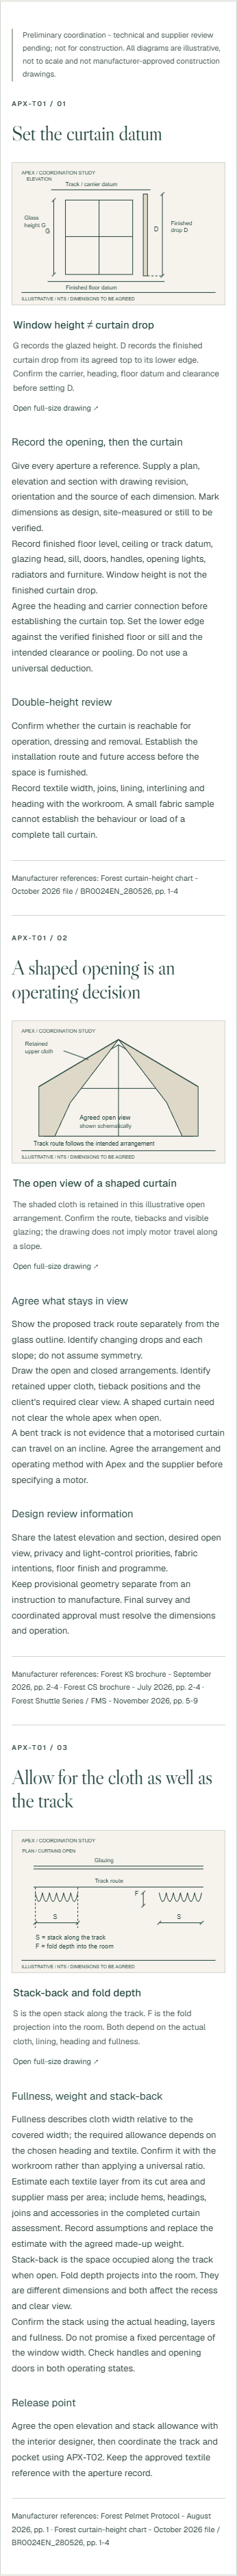 Preliminary coordination - technical and supplier review
pending; not for construction. All diagrams are illustrative,
not to scale and not manufacturer-approved construction
drawings.
APX-T01 / 01
Set the curtain datum
APEX / COORDINATION STUDY
ELEVATION
Track / carrier datum
Glass
height G
G
D
Finished
drop D
Finished floor datum
ILLUSTRATIVE / NTS / DIMENSIONS TO BE AGREED
Window height ≠ curtain drop
G records the glazed height. D records the finished
curtain drop from its agreed top to its lower edge.
Confirm the carrier, heading, floor datum and clearance
before setting D.
Open full-size drawing ↗
Record the opening, then the curtain
Give every aperture a reference. Supply a plan,
elevation and section with drawing revision,
orientation and the source of each dimension. Mark
dimensions as design, site-measured or still to be
verified.
Record finished floor level, ceiling or track datum,
glazing head, sill, doors, handles, opening lights,
radiators and furniture. Window height is not the
finished curtain drop.
Agree the heading and carrier connection before
establishing the curtain top. Set the lower edge
against the verified finished floor or sill and the
intended clearance or pooling. Do not use a
universal deduction.
Double-height review
Confirm whether the curtain is reachable for
operation, dressing and removal. Establish the
installation route and future access before the
space is furnished.
Record textile width, joins, lining, interlining and
heading with the workroom. A small fabric sample
cannot establish the behaviour or load of a
complete tall curtain.
Manufacturer references: Forest curtain-height chart -
October 2026 file / BR0024EN_280526, pp. 1-4
APX-T01 / 02
A shaped opening is an
operating decision
APEX / COORDINATION STUDY
Retained
upper cloth
Agreed open view
shown schematically
Track route follows the intended arrangement
ILLUSTRATIVE / NTS / DIMENSIONS TO BE AGREED
The open view of a shaped curtain
The shaded cloth is retained in this illustrative open
arrangement. Confirm the route, tiebacks and visible
glazing; the drawing does not imply motor travel along
a slope.
Open full-size drawing ↗
Agree what stays in view
Show the proposed track route separately from the
glass outline. Identify changing drops and each
slope; do not assume symmetry.
Draw the open and closed arrangements. Identify
retained upper cloth, tieback positions and the
client's required clear view. A shaped curtain need
not clear the whole apex when open.
A bent track is not evidence that a motorised curtain
can travel on an incline. Agree the arrangement and
operating method with Apex and the supplier before
specifying a motor.
Design review information
Share the latest elevation and section, desired open
view, privacy and light-control priorities, fabric
intentions, floor finish and programme.
Keep provisional geometry separate from an
instruction to manufacture. Final survey and
coordinated approval must resolve the dimensions
and operation.
Manufacturer references: Forest KS brochure - September
2026, pp. 2-4 · Forest CS brochure - July 2026, pp. 2-4 ·
Forest Shuttle Series / FMS - November 2026, pp. 5-9
APX-T01 / 03
Allow for the cloth as well as
the track
APEX / COORDINATION STUDY
PLAN / CURTAINS OPEN
Glazing
Track route
F
S
S
S = stack along the track
F = fold depth into the room
ILLUSTRATIVE / NTS / DIMENSIONS TO BE AGREED
Stack-back and fold depth
S is the open stack along the track. F is the fold
projection into the room. Both depend on the actual
cloth, lining, heading and fullness.
Open full-size drawing ↗
Fullness, weight and stack-back
Fullness describes cloth width relative to the
covered width; the required allowance depends on
the chosen heading and textile. Confirm it with the
workroom rather than applying a universal ratio.
Estimate each textile layer from its cut area and
supplier mass per area; include hems, headings,
joins and accessories in the completed curtain
assessment. Record assumptions and replace the
estimate with the agreed made-up weight.
Stack-back is the space occupied along the track
when open. Fold depth projects into the room. They
are different dimensions and both affect the recess
and clear view.
Confirm the stack using the actual heading, layers
and fullness. Do not promise a fixed percentage of
the window width. Check handles and opening
doors in both operating states.
Release point
Agree the open elevation and stack allowance with
the interior designer, then coordinate the track and
pocket using APX-T02. Keep the approved textile
reference with the aperture record.
Manufacturer references: Forest Pelmet Protocol - August
2026, pp. 1 · Forest curtain-height chart - October 2026 file /
BR0024EN_280526, pp. 1-4